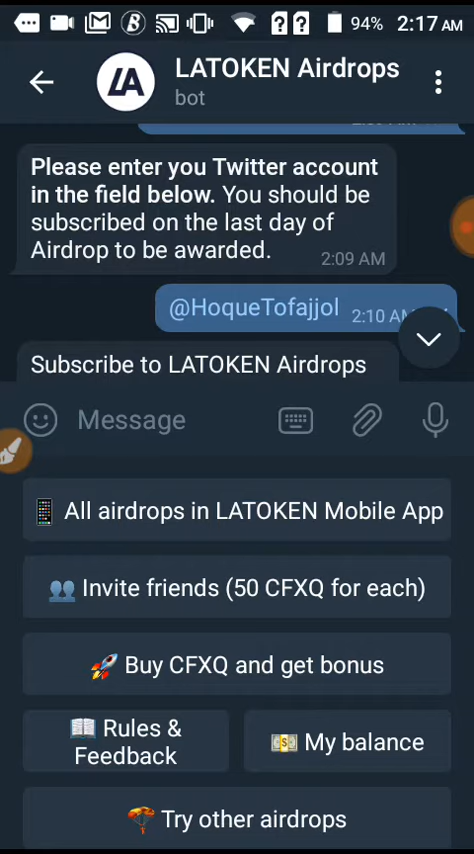 94% 2:17 AM
LATOKEN Airdrops
bot
Please enter you Twitter account
in the field below. You should be
subscribed on the last day of
Airdrop to be awarded.
2:09 AM
@HoqueTofajjol 2:10 AM
Subscribe to LATOKEN Airdrops
Message
All airdrops in LATOKEN Mobile App
Invite friends (50 CFXQ for each)
Buy CFXQ and get bonus
Rules &
Feedback
My balance
Try other airdrops